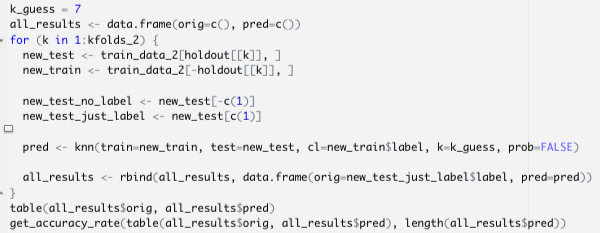 k_guess = 7
all_results <- data.frame(orig=c(), pred=c())
for (k in 1:kfolds_2) {
  new_test <- train_data_2[holdout[[k]], ]
  new_train <- train_data_2[-holdout[[k]], ]

  new_test_no_label <- new_test[-c(1)]
  new_test_just_label <- new_test[c(1)]

  pred <- knn(train=new_train, test=new_test, cl=new_train$label, k=k_guess, prob=FALSE)

  all_results <- rbind(all_results, data.frame(orig=new_test_just_label$label, pred=pred))
}
table(all_results$orig, all_results$pred)
get_accuracy_rate(table(all_results$orig, all_results$pred), length(all_results$pred))